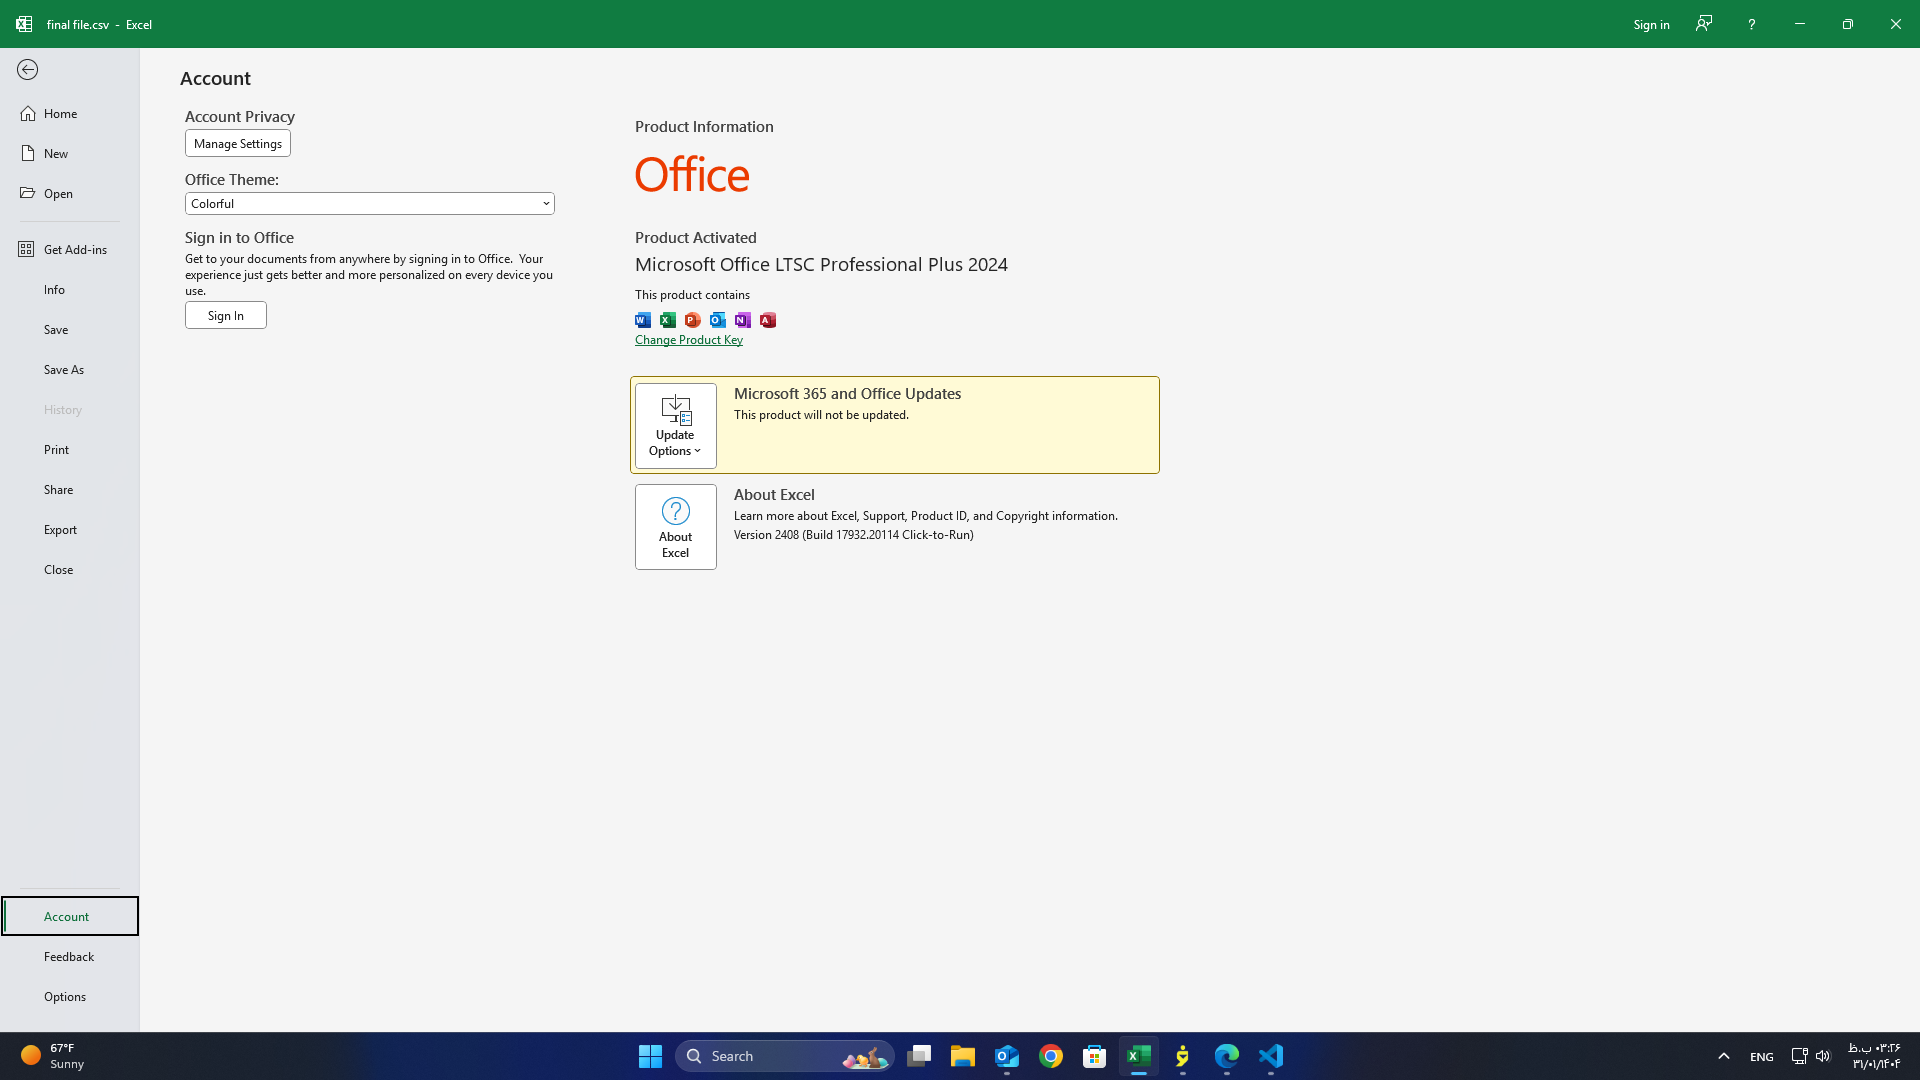 final file.csv - Excel
Sign in
?
Account
Home
New
Open
Get Add-ins
Info
Save
Save As
History
Print
Share
Export
Close
Account
Feedback
Options
Account Privacy
Manage Settings
Office Theme:
Colorful
Sign in to Office
Get to your documents from anywhere by signing in to Office. Your
experience just gets better and more personalized on every device you
use.
Sign In
Product Information
Office
Product Activated
Microsoft Office LTSC Professional Plus 2024
This product contains
Change Product Key
Update
Options
Microsoft 365 and Office Updates
This product will not be updated.
About
Excel
About Excel
Learn more about Excel, Support, Product ID, and Copyright information.
Version 2408 (Build 17932.20114 Click-to-Run)
67°F
Sunny
Search
ENG
۰۳:۲۶ ب.ظ
۳۱/۰۱/۱۴۰۴